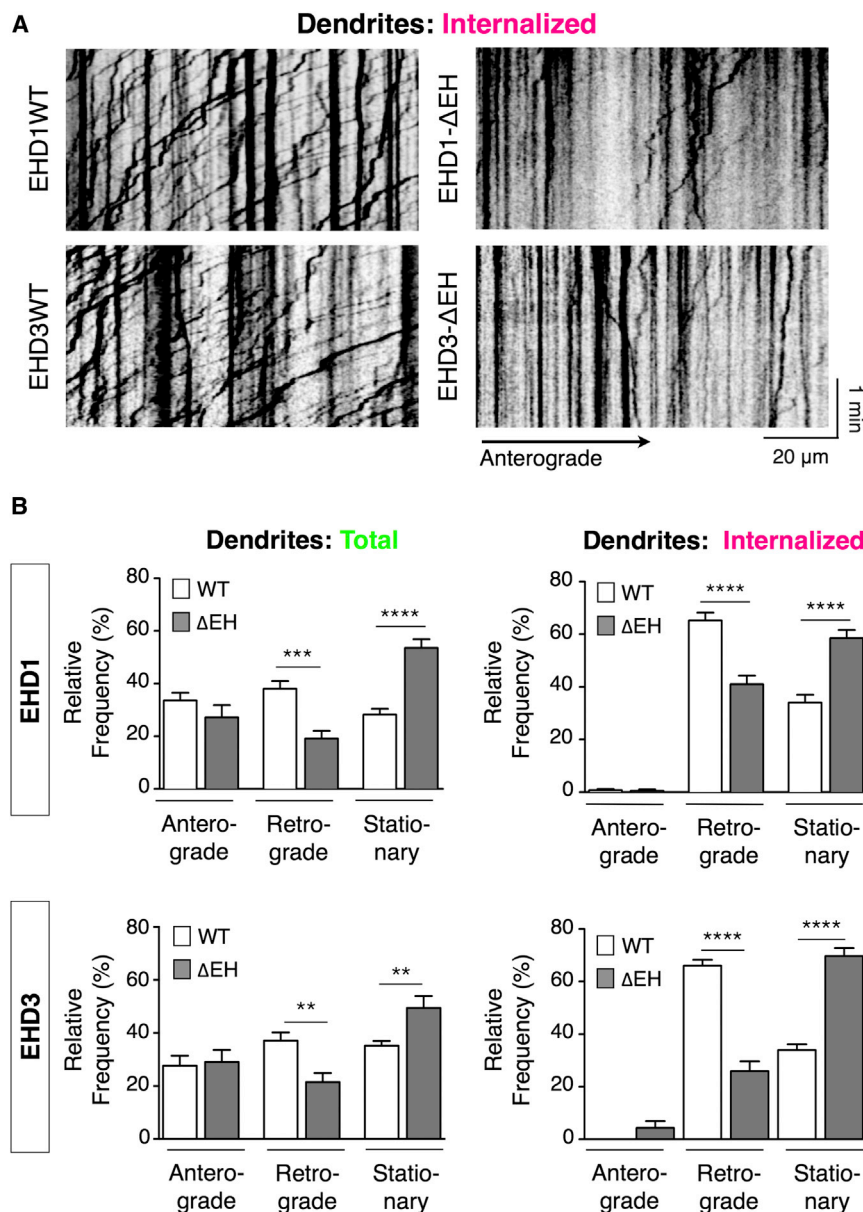 A
Dendrites: Internalized
EHD1WT
EHD1-ΔEH
EHD3WT
EHD3-ΔEH
1 min
Anterograde
20 μm
B
Dendrites: Total
Dendrites: Internalized
EHD1
Relative
Frequency (%)
80
60
40
20
0
WT
ΔEH
***
****
Antero-
grade
Retro-
grade
Statio-
nary
Relative
Frequency (%)
80
60
40
20
0
WT
ΔEH
****
****
Antero-
grade
Retro-
grade
Statio-
nary
EHD3
Relative
Frequency (%)
80
60
40
20
0
WT
ΔEH
**
**
Antero-
grade
Retro-
grade
Statio-
nary
Relative
Frequency (%)
80
60
40
20
0
WT
ΔEH
****
****
Antero-
grade
Retro-
grade
Statio-
nary